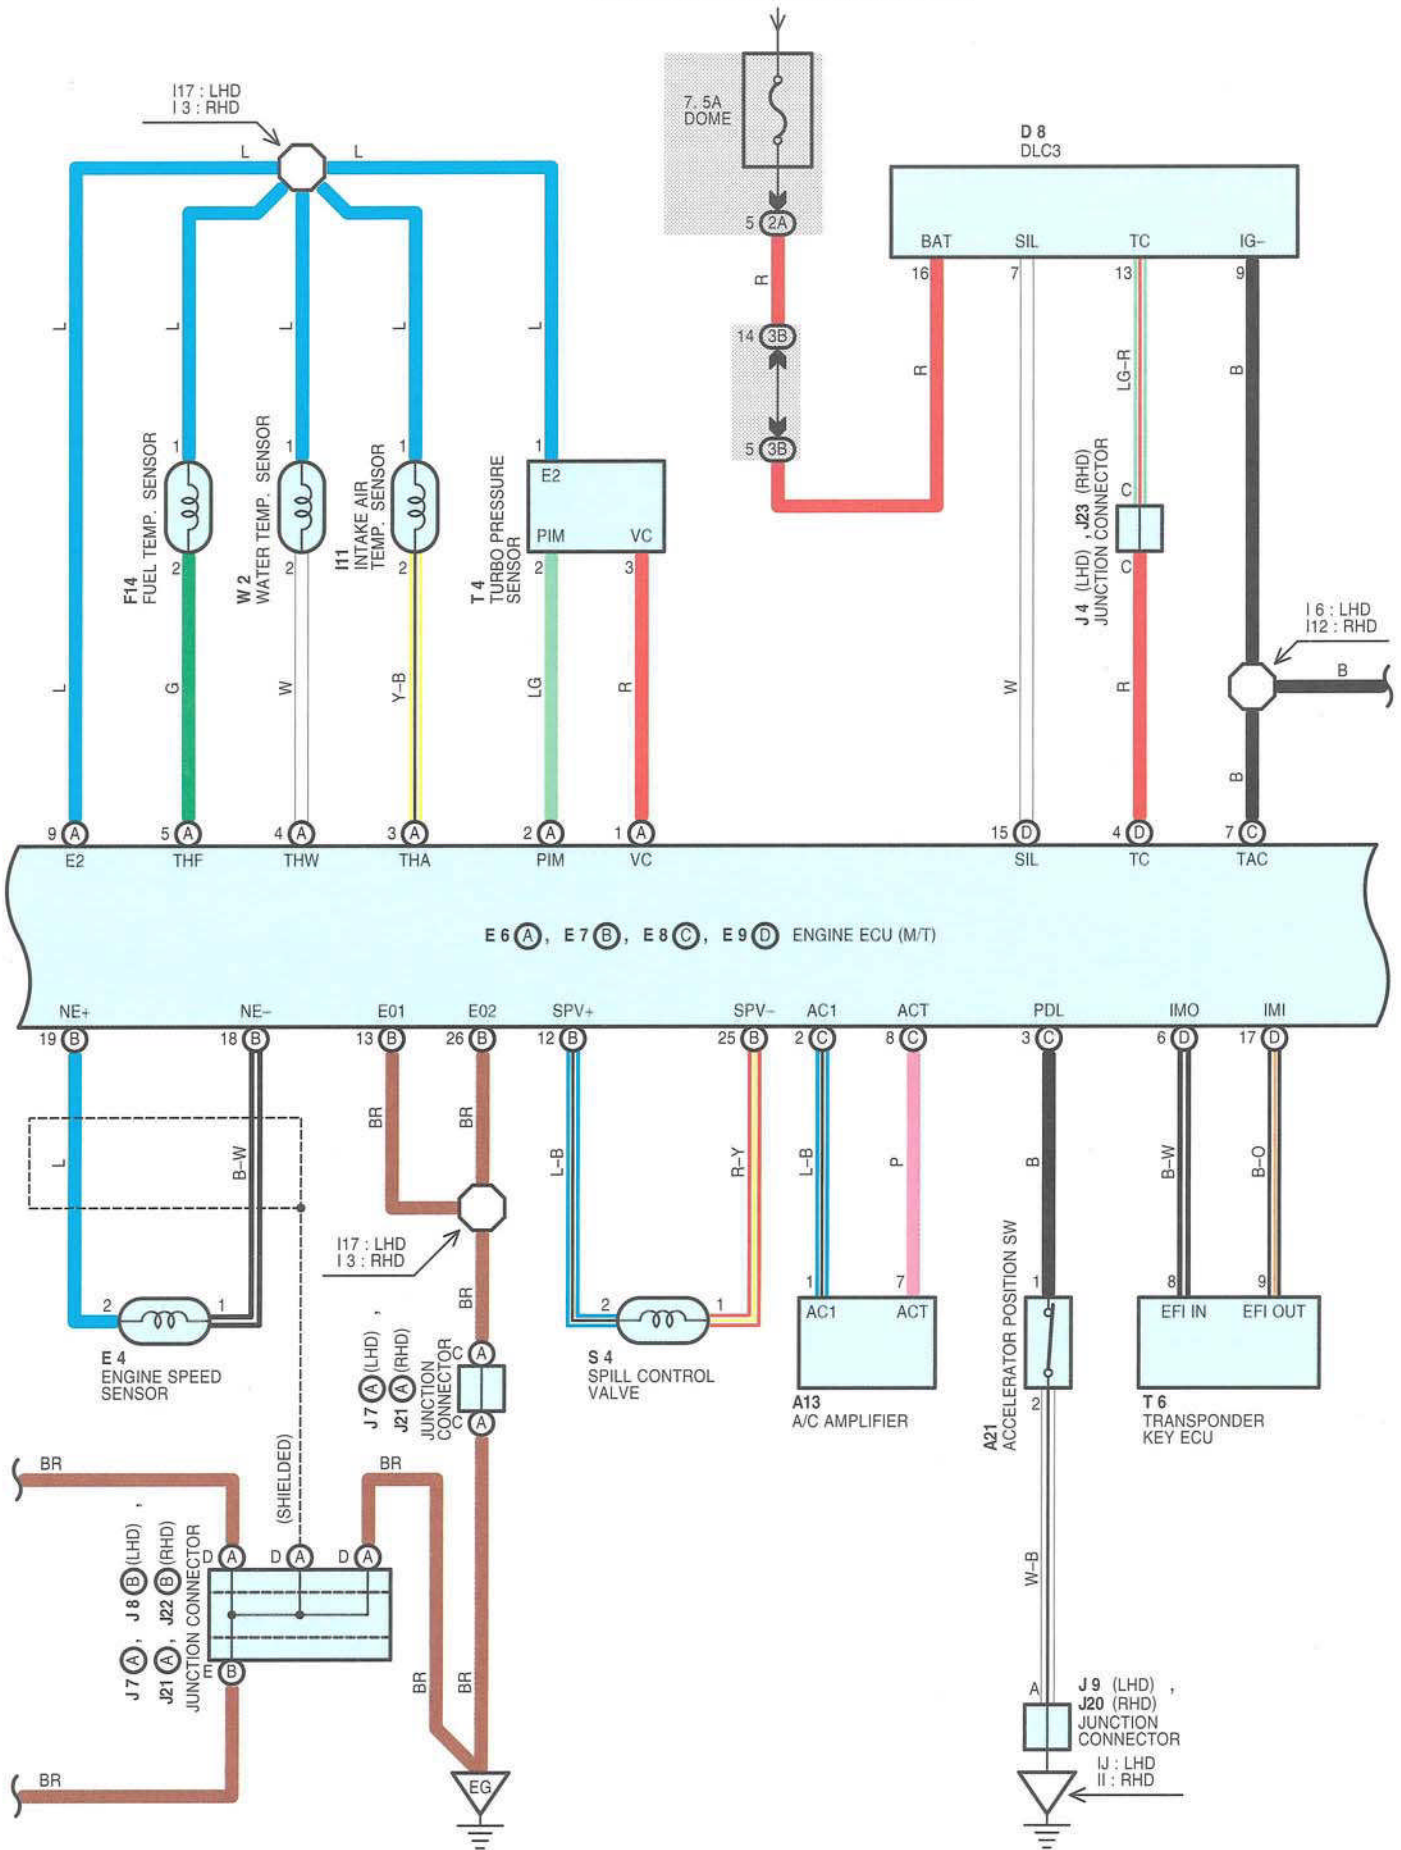 I17 : LHD
I 3 : RHD
7. 5A
DOME
D 8
DLC3
L
L
5 2A
BAT SIL TC IG-
16 7 13 9
R
14 3B
5 3B
L L L L L
R
LG-R
B
C
C
J 4 (LHD) , J23 (RHD)
JUNCTION CONNECTOR
1 1 1 1
E2
PIM VC
2 2 2 2 3
F14
FUEL TEMP. SENSOR
W 2
WATER TEMP. SENSOR
I11
INTAKE AIR
TEMP. SENSOR
T 4
TURBO PRESSURE
SENSOR
I 6 : LHD
I12 : RHD
B
L G W Y-B LG R W R
B
9 A 5 A 4 A 3 A 2 A 1 A 15 D 4 D 7 C
E2 THF THW THA PIM VC SIL TC TAC
E 6 A , E 7 B , E 8 C , E 9 D ENGINE ECU (M/T)
NE+ NE- E01 E02 SPV+ SPV- AC1 ACT PDL IMO IMI
19 B 18 B 13 B 26 B 12 B 25 B 2 C 8 C 3 C 6 D 17 D
BR BR
L B-W L-B R-Y L-B P B B-W B-O
I17 : LHD
I 3 : RHD
BR
2 1
E 4
ENGINE SPEED
SENSOR
2 1
S 4
SPILL CONTROL
VALVE
1 7
AC1 ACT
A13
A/C AMPLIFIER
1
2
A21
ACCELERATOR POSITION SW
8 9
EFI IN EFI OUT
T 6
TRANSPONDER
KEY ECU
C A
C A
J 7 A (LHD) ,
J21 A (RHD)
JUNCTION
CONNECTOR
BR
(SHIELDED)
BR
D A D A D A
E B
J 7 A , J 8 B (LHD) ,
J21 A , J22 B (RHD)
JUNCTION CONNECTOR
BR BR
W-B
A
J 9 (LHD) ,
J20 (RHD)
JUNCTION
CONNECTOR
BR
EG
IJ : LHD
II : RHD